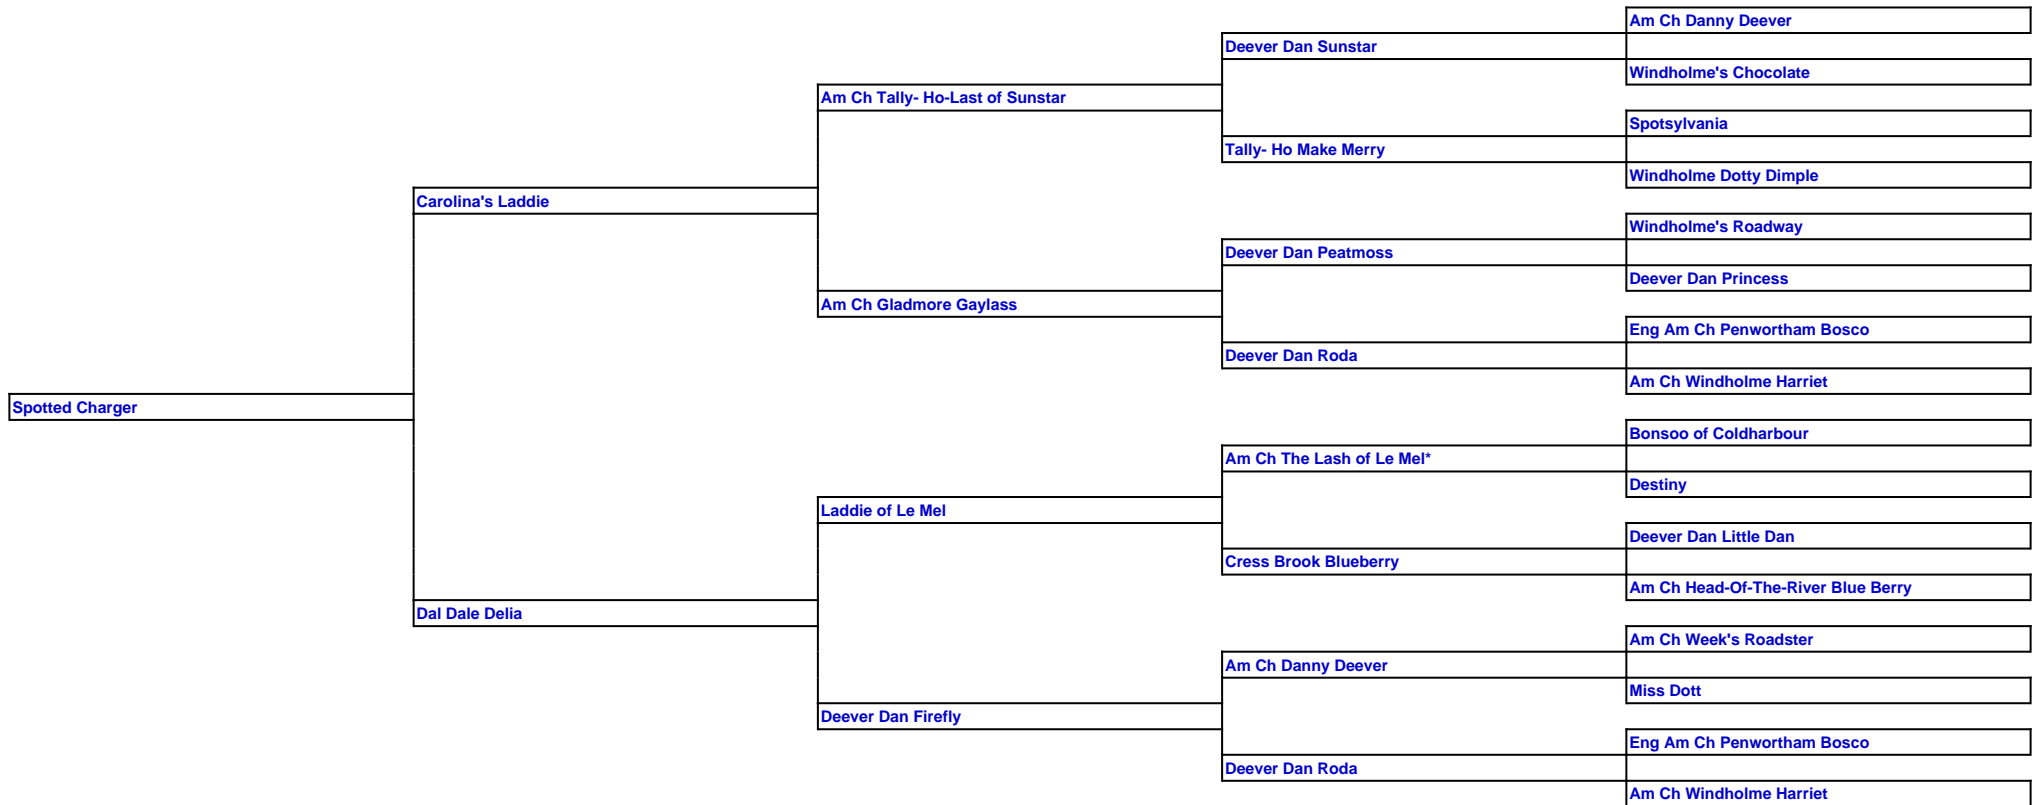 Am Ch Danny Deever
Deever Dan Sunstar
Windholme's Chocolate
Am Ch Tally- Ho-Last of Sunstar
Spotsylvania
Tally- Ho Make Merry
Windholme Dotty Dimple
Carolina's Laddie
Windholme's Roadway
Deever Dan Peatmoss
Deever Dan Princess
Am Ch Gladmore Gaylass
Eng Am Ch Penwortham Bosco
Deever Dan Roda
Am Ch Windholme Harriet
Spotted Charger
Bonsoo of Coldharbour
Am Ch The Lash of Le Mel*
Destiny
Laddie of Le Mel
Deever Dan Little Dan
Cress Brook Blueberry
Am Ch Head-Of-The-River Blue Berry
Dal Dale Delia
Am Ch Week's Roadster
Am Ch Danny Deever
Miss Dott
Deever Dan Firefly
Eng Am Ch Penwortham Bosco
Deever Dan Roda
Am Ch Windholme Harriet